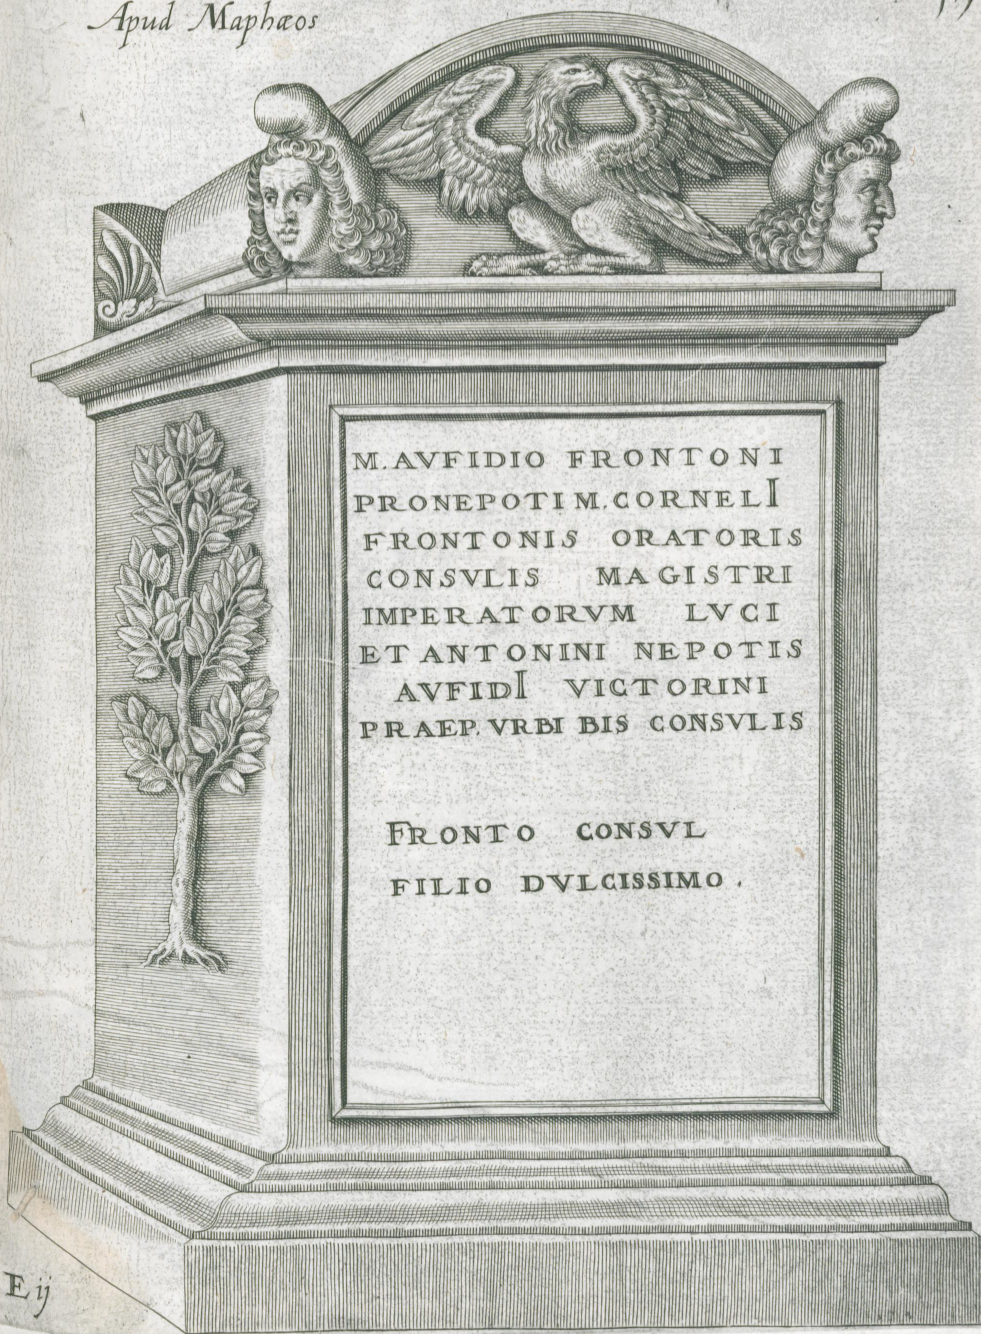 Apud Maphæos
M. AVFIDIO FRONTONI
PRONEPOTI M. CORNELI
FRONTONIS ORATORIS
CONSVLIS MAGISTRI
IMPERATORVM LVCI
ET ANTONINI NEPOTIS
AVFIDI VICTORINI
PRAEP. VRBI BIS CONSVLIS
FRONTO CONSVL
FILIO DVLCISSIMO.
E ij